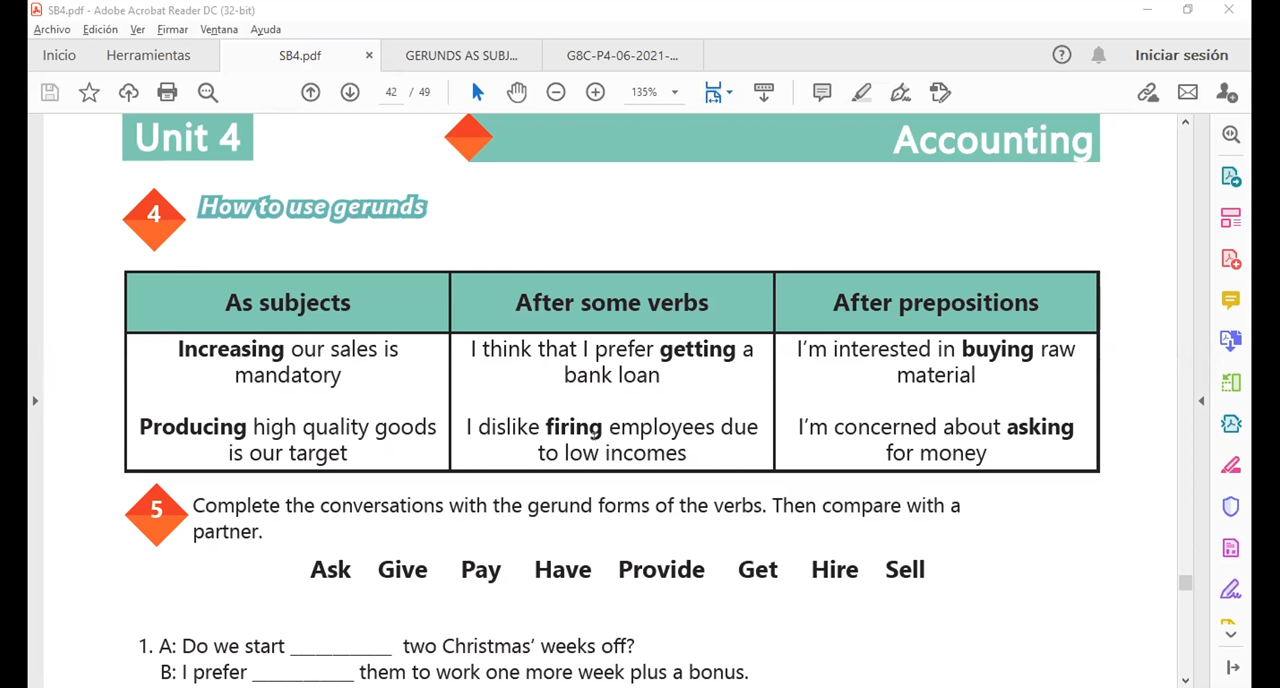 SB4.pdf - Adobe Acrobat Reader DC (32-bit)
Archivo Edición Ver Firmar Ventana Ayuda
Inicio Herramientas SB4.pdf × GERUNDS AS SUBJ... G8C-P4-06-2021-... Iniciar sesión
42 / 49 135%
Unit 4 Accounting
4 How to use gerunds
As subjects After some verbs After prepositions
Increasing our sales is mandatory
Producing high quality goods is our target
I think that I prefer getting a bank loan
I dislike firing employees due to low incomes
I'm interested in buying raw material
I'm concerned about asking for money
5 Complete the conversations with the gerund forms of the verbs. Then compare with a
partner.
Ask Give Pay Have Provide Get Hire Sell
1. A: Do we start __________ two Christmas' weeks off?
B: I prefer __________ them to work one more week plus a bonus.